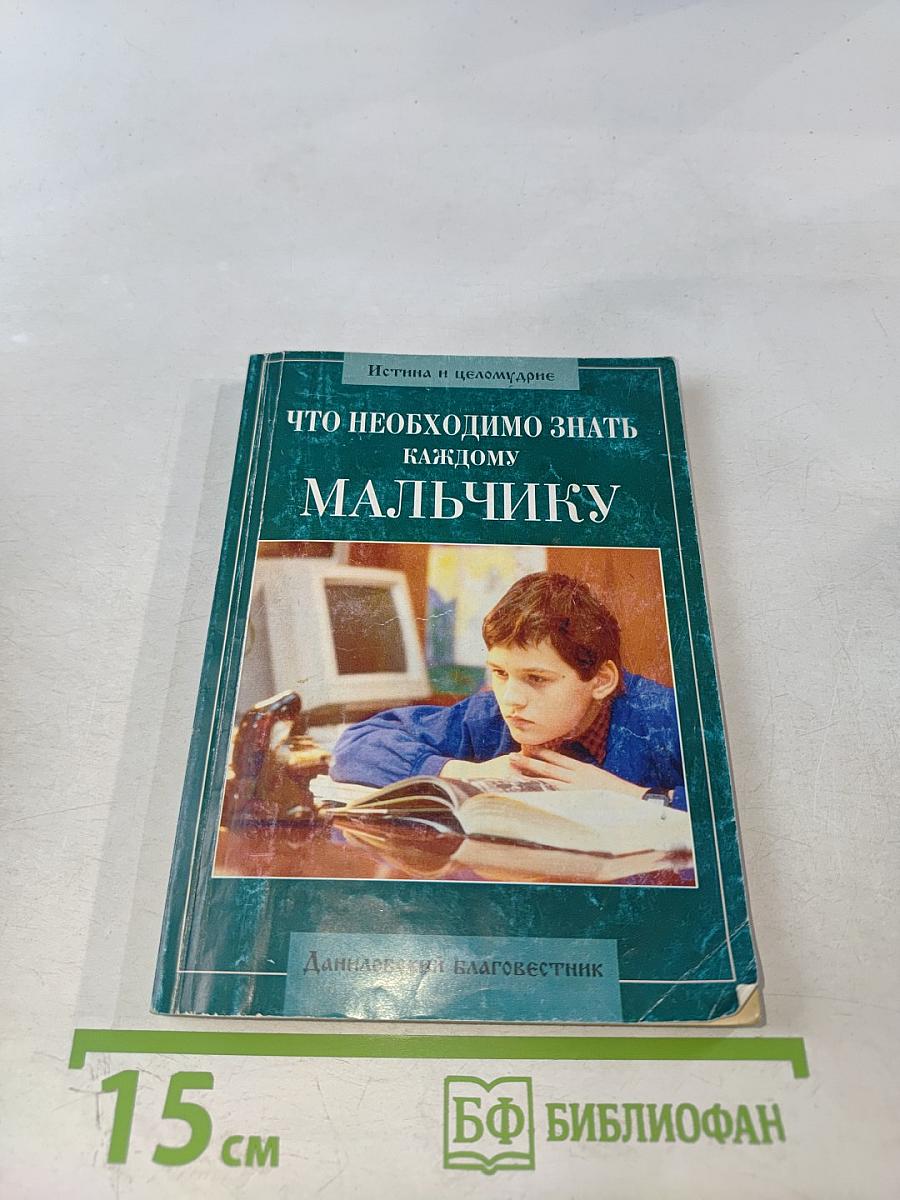 Истина и целомудрие
ЧТО НЕОБХОДИМО ЗНАТЬ
КАЖДОМУ
МАЛЬЧИКУ
Даниловский благовестник
15 см
БФ БИБЛИОФАН